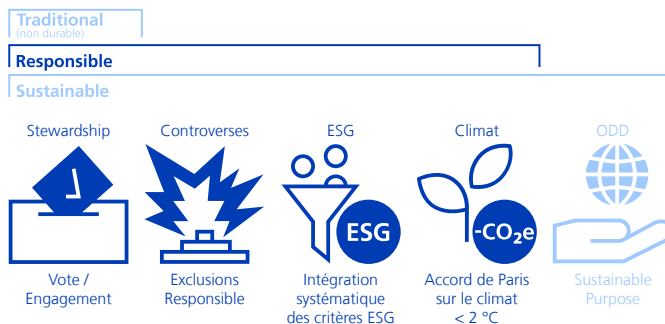 Traditional
(non durable)
Responsible
Sustainable
Stewardship
Controverses
ESG
Climat
ODD
ESG
-CO₂e
Vote /
Engagement
Exclusions
Responsible
Intégration
systématique
des critères ESG
Accord de Paris
sur le climat
< 2 °C
Sustainable
Purpose